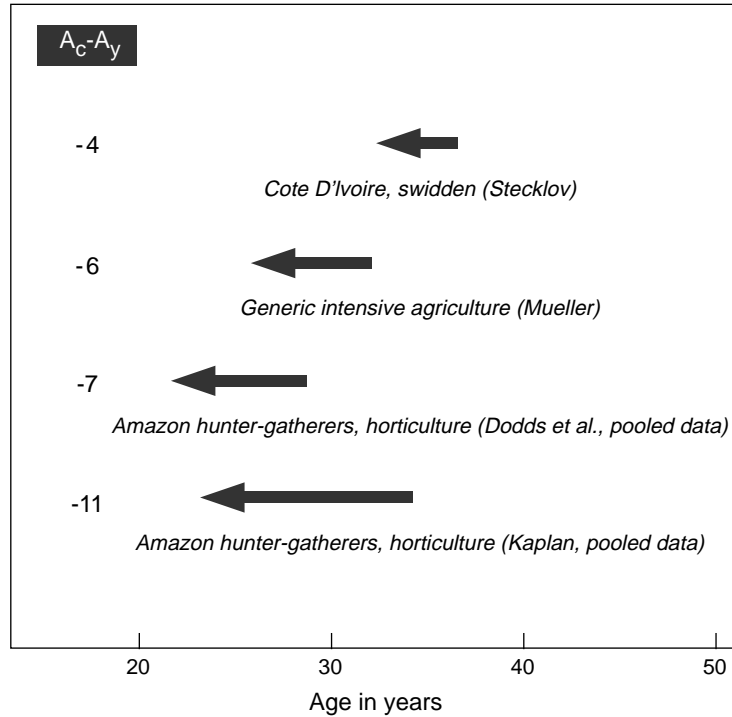 Ac-Ay
-4
Cote D'Ivoire, swidden (Stecklov)
-6
Generic intensive agriculture (Mueller)
-7
Amazon hunter-gatherers, horticulture (Dodds et al., pooled data)
-11
Amazon hunter-gatherers, horticulture (Kaplan, pooled data)
20 30 40 50
Age in years